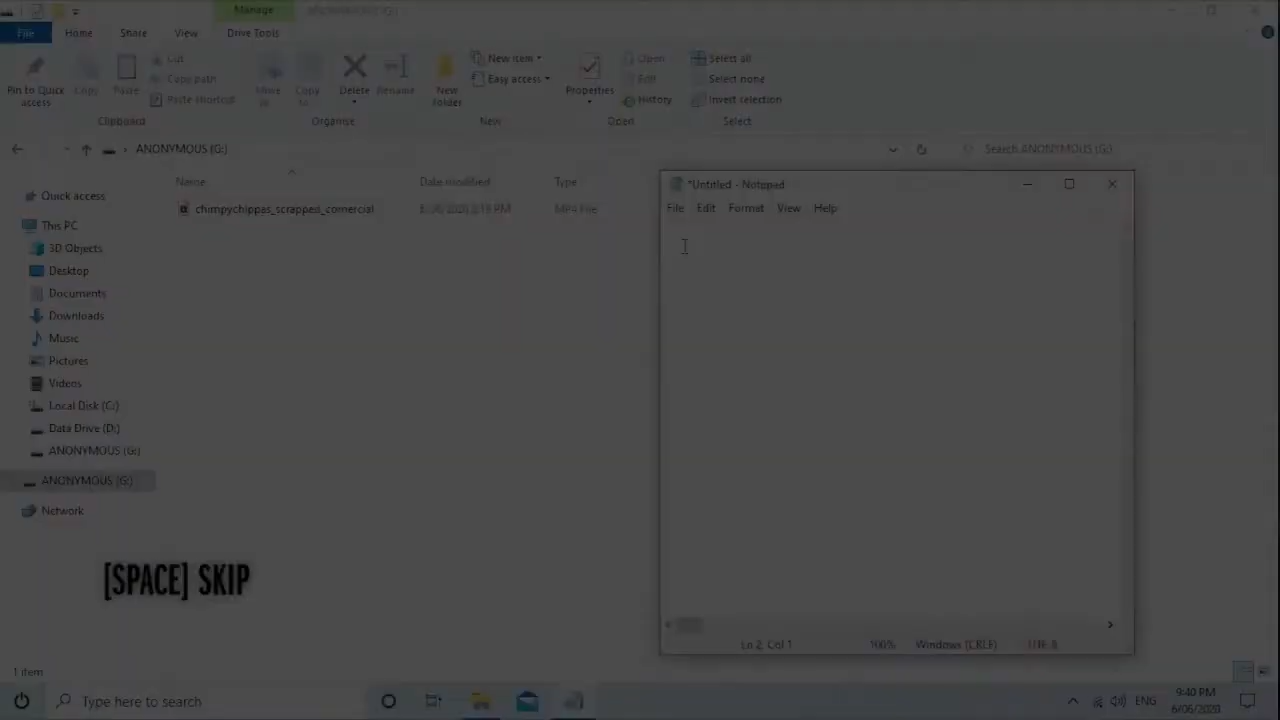 Manage
ANONYMOUS (G:)
File
Home
Share
View
Drive Tools
Pin to Quick
access
Copy
Paste
Cut
Copy path
Paste shortcut
Clipboard
Move
to
Copy
to
Delete
Rename
Organise
New
folder
New item
Easy access
New
Properties
Open
Edit
History
Open
Select all
Select none
Invert selection
Select
ANONYMOUS (G:)
Search ANONYMOUS (G:)
Name
Date modified
Type
chimpychippas_scrapped_comercial
MP4 File
Quick access
This PC
3D Objects
Desktop
Documents
Downloads
Music
Pictures
Videos
Local Disk (C:)
Data Drive (D:)
ANONYMOUS (G:)
ANONYMOUS (G:)
Network
*Untitled - Notepad
File
Edit
Format
View
Help
Ln 2, Col 1
100%
Windows (CRLF)
UTF-8
[SPACE] SKIP
1 item
Type here to search
ENG
9:40 PM
6/06/2020